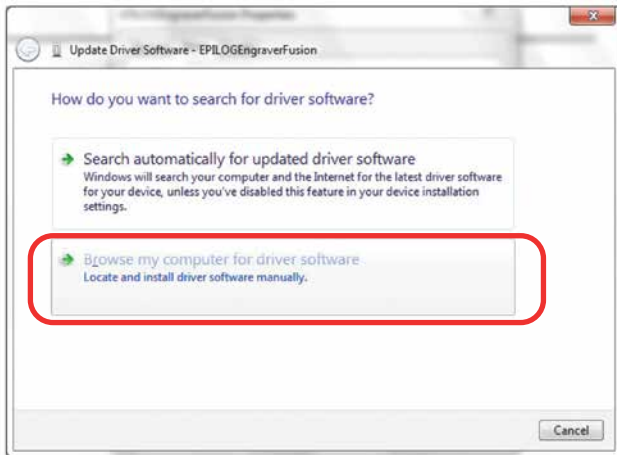 Update Driver Software - EPILOGEngraverFusion
How do you want to search for driver software?
Search automatically for updated driver software
Windows will search your computer and the Internet for the latest driver software
for your device, unless you've disabled this feature in your device installation
settings.
Browse my computer for driver software
Locate and install driver software manually.
Cancel